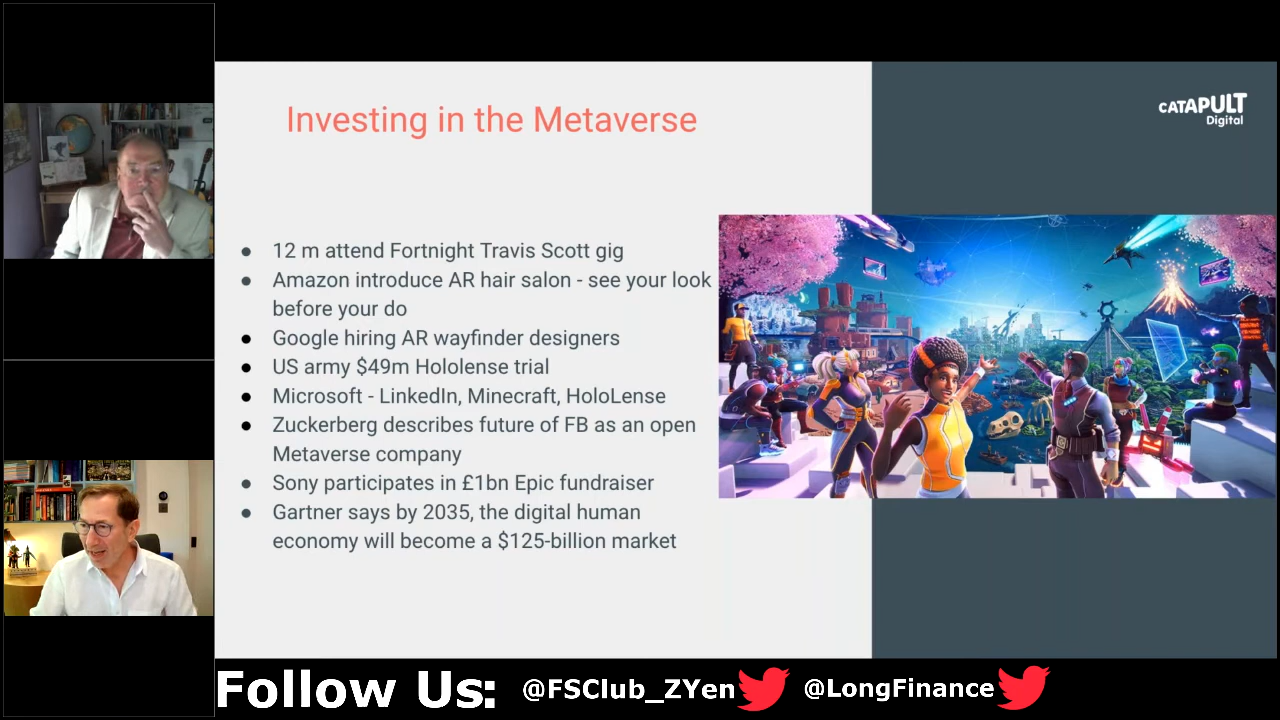 Investing in the Metaverse
CATAPULT
Digital
● 12 m attend Fortnight Travis Scott gig
● Amazon introduce AR hair salon - see your look
before your do
● Google hiring AR wayfinder designers
● US army $49m Hololense trial
● Microsoft - LinkedIn, Minecraft, HoloLense
● Zuckerberg describes future of FB as an open
Metaverse company
● Sony participates in £1bn Epic fundraiser
● Gartner says by 2035, the digital human
economy will become a $125-billion market
Follow Us: @FSClub_ZYen @LongFinance